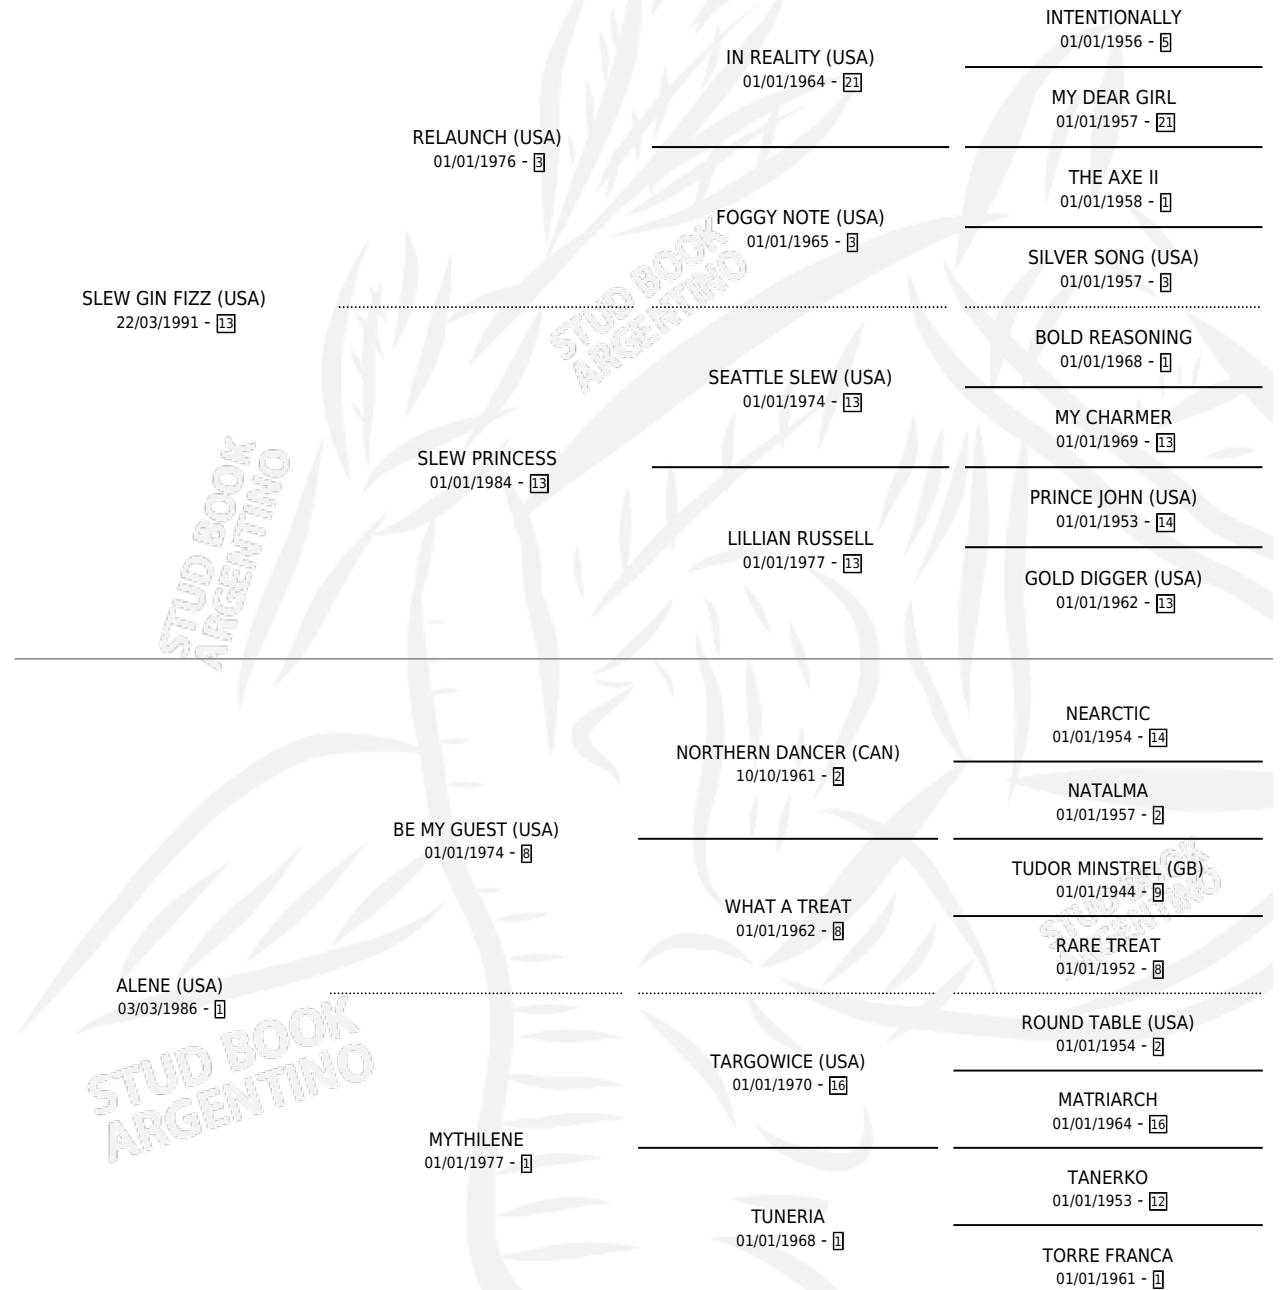 INTENTIONALLY
01/01/1956 - 5
IN REALITY (USA)
01/01/1964 - 21
MY DEAR GIRL
01/01/1957 - 21
RELAUNCH (USA)
01/01/1976 - 3
THE AXE II
01/01/1958 - 1
FOGGY NOTE (USA)
01/01/1965 - 3
SILVER SONG (USA)
01/01/1957 - 3
SLEW GIN FIZZ (USA)
22/03/1991 - 13
BOLD REASONING
01/01/1968 - 1
SEATTLE SLEW (USA)
01/01/1974 - 13
MY CHARMER
01/01/1969 - 13
SLEW PRINCESS
01/01/1984 - 13
PRINCE JOHN (USA)
01/01/1953 - 14
LILLIAN RUSSELL
01/01/1977 - 13
GOLD DIGGER (USA)
01/01/1962 - 13
NEARCTIC
01/01/1954 - 14
NORTHERN DANCER (CAN)
10/10/1961 - 2
NATALMA
01/01/1957 - 2
BE MY GUEST (USA)
01/01/1974 - 8
TUDOR MINSTREL (GB)
01/01/1944 - 9
WHAT A TREAT
01/01/1962 - 8
RARE TREAT
01/01/1952 - 8
ALENE (USA)
03/03/1986 - 1
ROUND TABLE (USA)
01/01/1954 - 2
TARGOWICE (USA)
01/01/1970 - 16
MATRIARCH
01/01/1964 - 16
MYTHILENE
01/01/1977 - 1
TANERKO
01/01/1953 - 12
TUNERIA
01/01/1968 - 1
TORRE FRANCA
01/01/1961 - 1
STUD BOOK
ARGENTINO
STUD BOOK
ARGENTINO
STUD BOOK
ARGENTINO
STUD BOOK
ARGENTINO